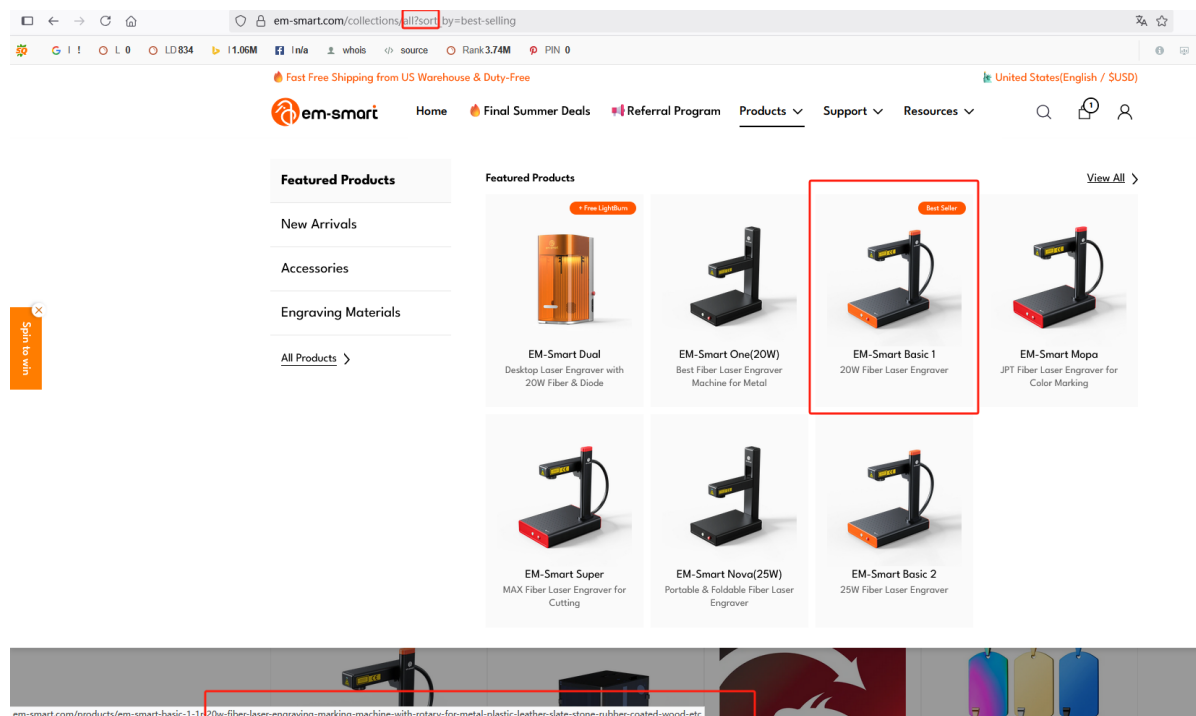 em-smart.com/collections/all?sort_by=best-selling
G I ! L 0 LD 834 I 1.06M I n/a whois source Rank 3.74M PIN 0
Fast Free Shipping from US Warehouse & Duty-Free
United States(English / $USD)
em-smart Home Final Summer Deals Referral Program Products Support Resources 1
Featured Products
New Arrivals
Accessories
Engraving Materials
All Products
Featured Products View All
+ Free LightBurn Best Seller
EM-Smart Dual
Desktop Laser Engraver with
20W Fiber & Diode
EM-Smart One(20W)
Best Fiber Laser Engraver
Machine for Metal
EM-Smart Basic 1
20W Fiber Laser Engraver
EM-Smart Mopa
JPT Fiber Laser Engraver for
Color Marking
EM-Smart Super
MAX Fiber Laser Engraver for
Cutting
EM-Smart Nova(25W)
Portable & Foldable Fiber Laser
Engraver
EM-Smart Basic 2
25W Fiber Laser Engraver
Spin to win
em-smart.com/products/em-smart-basic-1-1r-20w-fiber-laser-engraving-marking-machine-with-rotary-for-metal-plastic-leather-slate-stone-rubber-coated-wood-etc